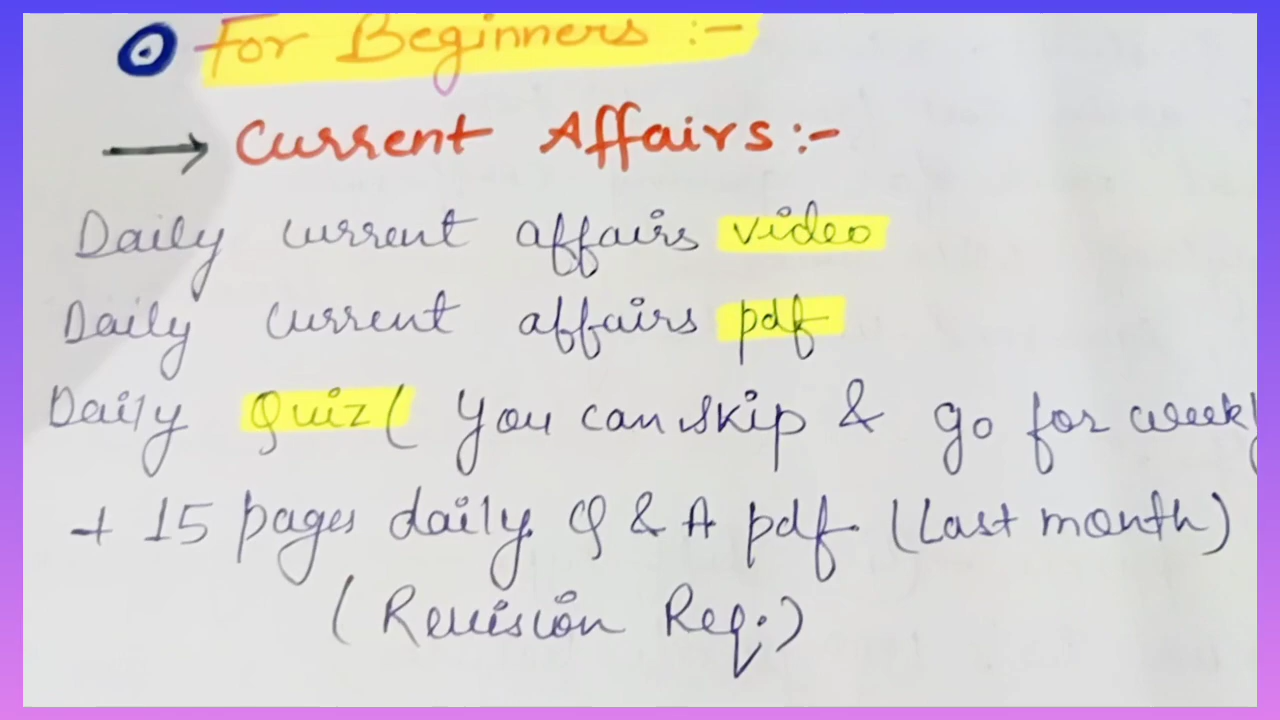 For Beginners :-
→ Current Affairs :-
Daily current affairs video
Daily current affairs pdf
Daily Quiz ( You can skip & go for weekly
+ 15 pages daily Q & A pdf. (Last month)
( Revision Req. )